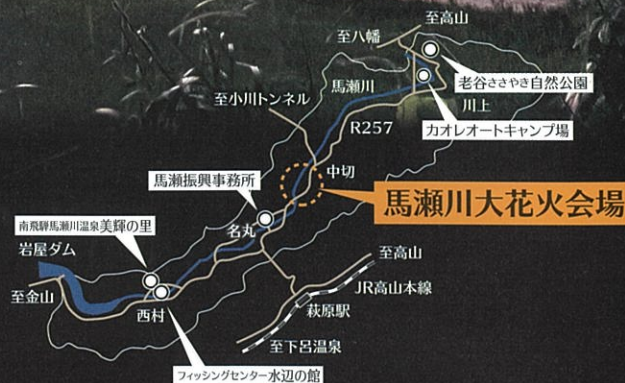 至高山
至八幡
老谷ささやき自然公園
馬瀬川
川上
至小川トンネル
R257
カオレオートキャンプ場
中切
馬瀬振興事務所
馬瀬川大花火会場
南飛騨馬瀬川温泉美輝の里
名丸
岩屋ダム
至高山
至金山
JR高山本線
西村
萩原駅
至下呂温泉
フィッシングセンター水辺の館